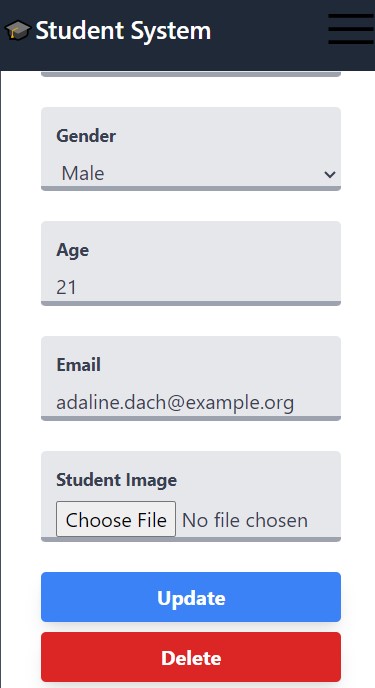 Student System
Gender
Male
Age
21
Email
adaline.dach@example.org
Student Image
Choose File No file chosen
Update
Delete